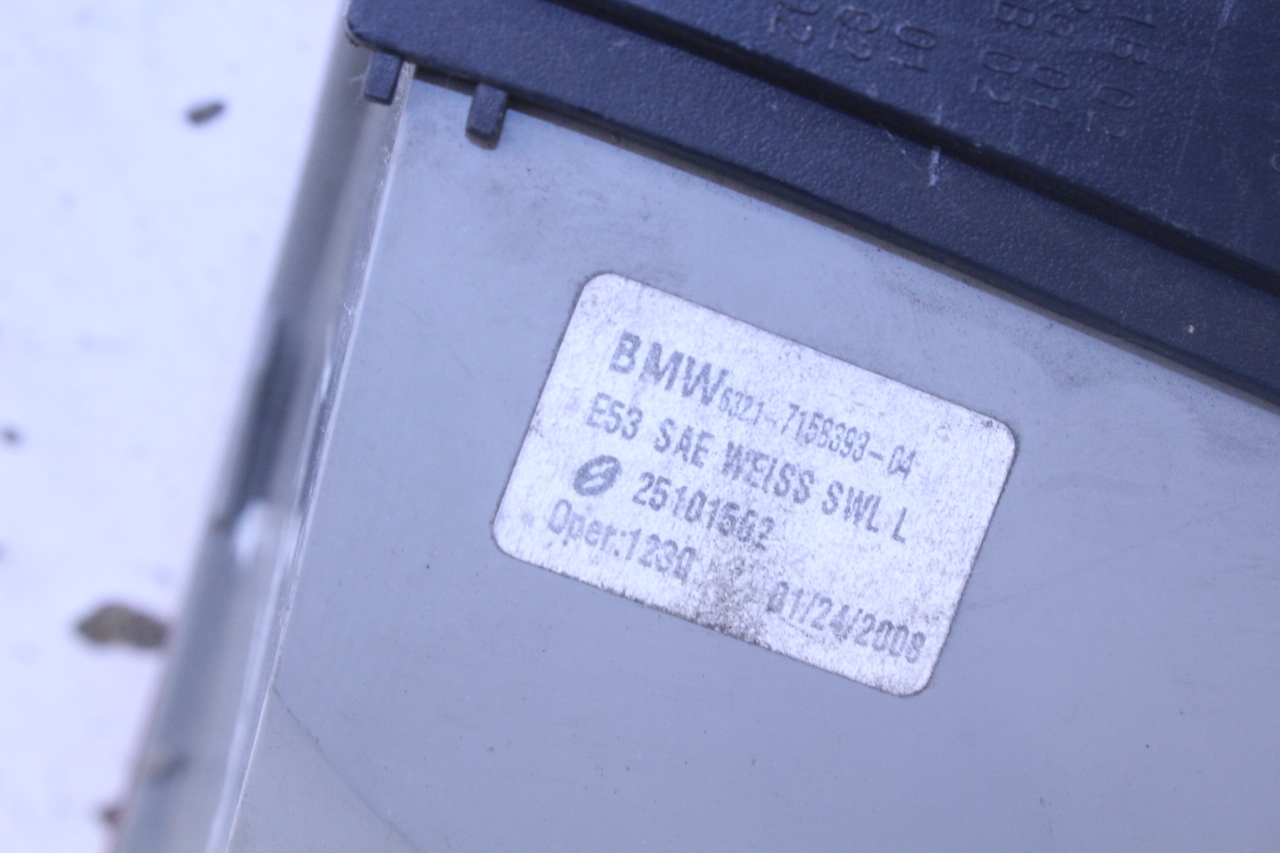 BMW 6321-7158393-04
E53 SAE WEISS SWL L
25101562
Oper:1230
01/24/2006